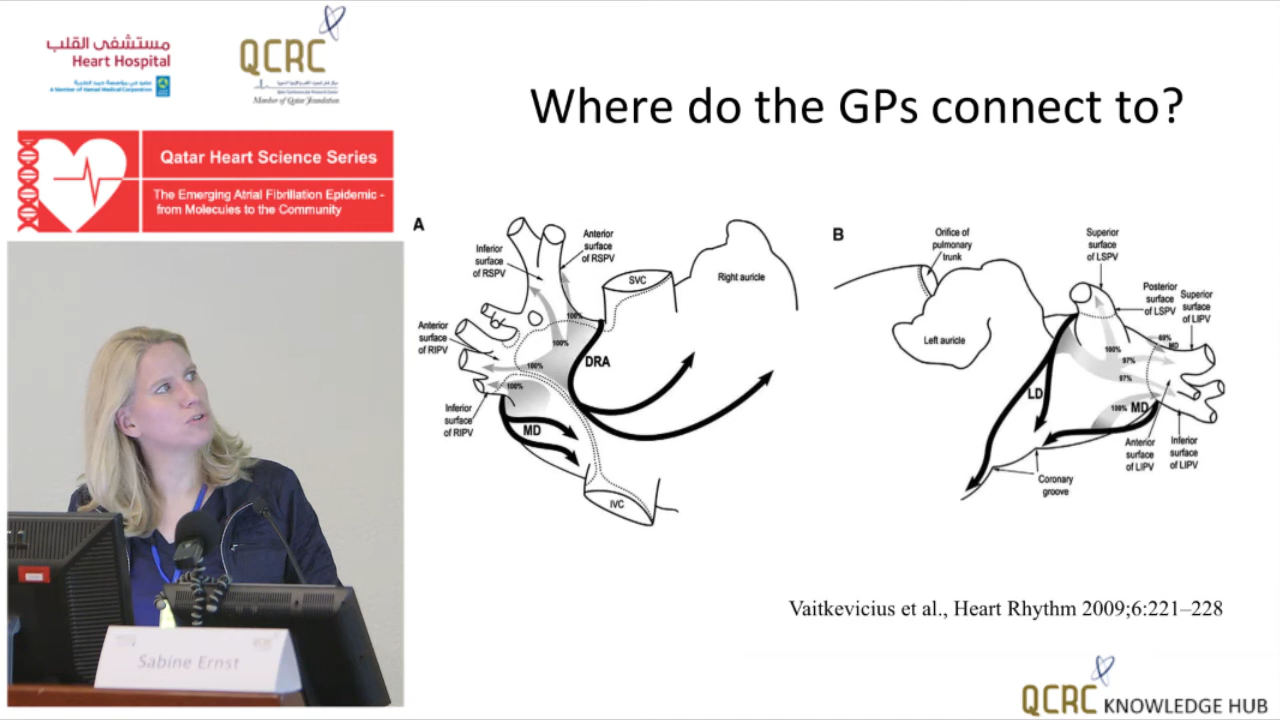 مستشفى القلب
Heart Hospital
A Member of Hamad Medical Corporation
QCRC
Member of Qatar Foundation
Where do the GPs connect to?
Qatar Heart Science Series
The Emerging Atrial Fibrillation Epidemic -
from Molecules to the Community
A
Inferior
surface
of RSPV
Anterior
surface
of RSPV
SVC
Right auricle
Anterior
surface
of RIPV
100%
100%
DRA
100%
100%
Inferior
surface
of RIPV
MD
IVC
B
Orifice of
pulmonary
trunk
Superior
surface
of LSPV
Posterior
surface
of LSPV
Superior
surface
of LIPV
Left auricle
69%
MD
100%
97%
97%
LD
100%
MD
Anterior
surface
of LIPV
Inferior
surface
of LIPV
Coronary
groove
Vaitkevicius et al., Heart Rhythm 2009;6:221–228
Sabine Ernst
QCRC KNOWLEDGE HUB